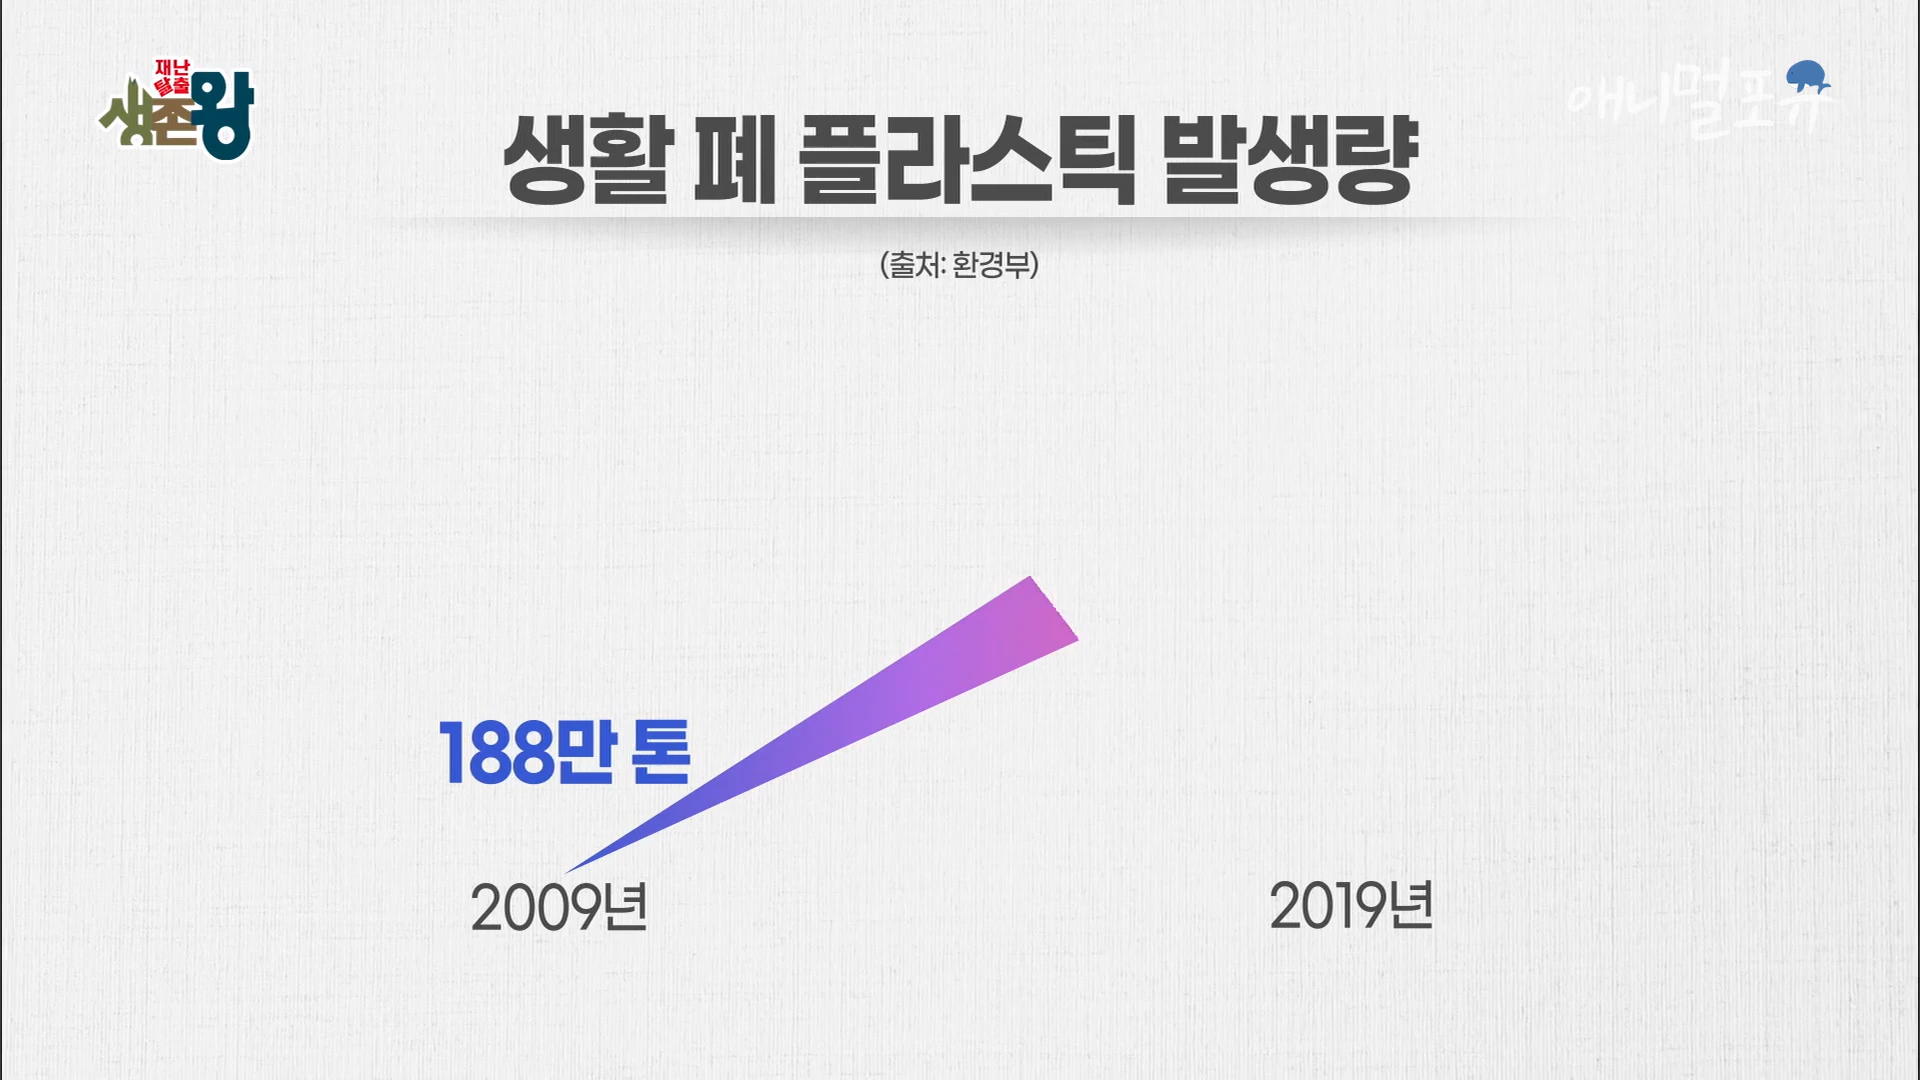 재난
탈출
생존왕
애니멀포유
생활 폐 플라스틱 발생량
(출처: 환경부)
188만 톤
2009년
2019년